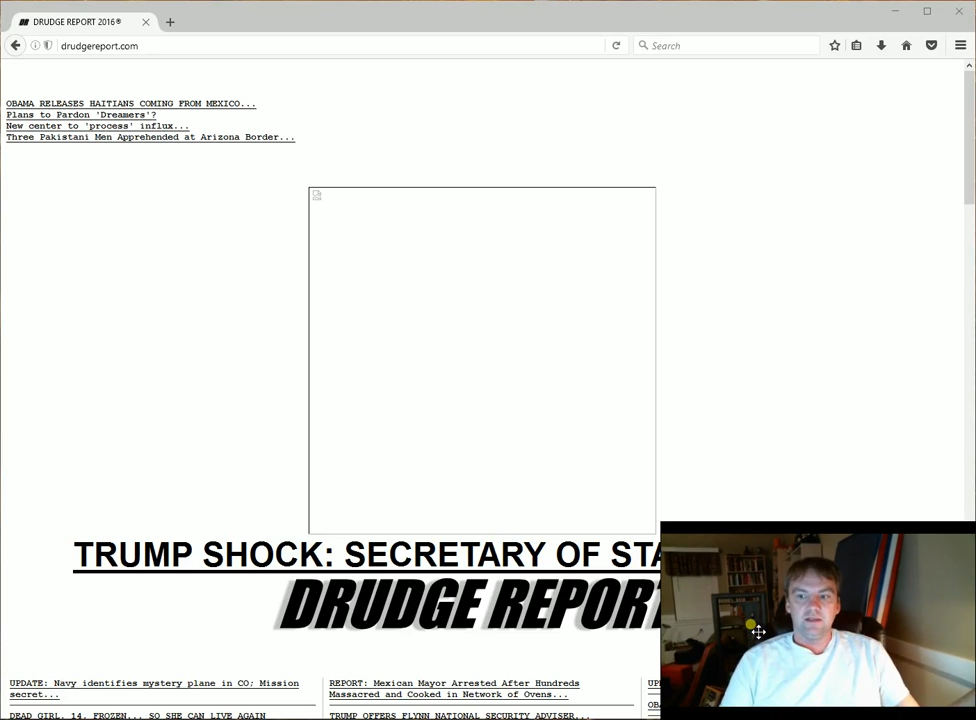 DR DRUDGE REPORT 2016®
drudgereport.com
Search
OBAMA RELEASES HAITIANS COMING FROM MEXICO...
Plans to Pardon 'Dreamers'?
New center to 'process' influx...
Three Pakistani Men Apprehended at Arizona Border...
TRUMP SHOCK: SECRETARY OF STA
DRUDGE REPORT
UPDATE: Navy identifies mystery plane in CO; Mission
secret...
DEAD GIRL, 14, FROZEN... SO SHE CAN LIVE AGAIN
REPORT: Mexican Mayor Arrested After Hundreds
Massacred and Cooked in Network of Ovens...
TRUMP OFFERS FLYNN NATIONAL SECURITY ADVISER...
UP
OBA